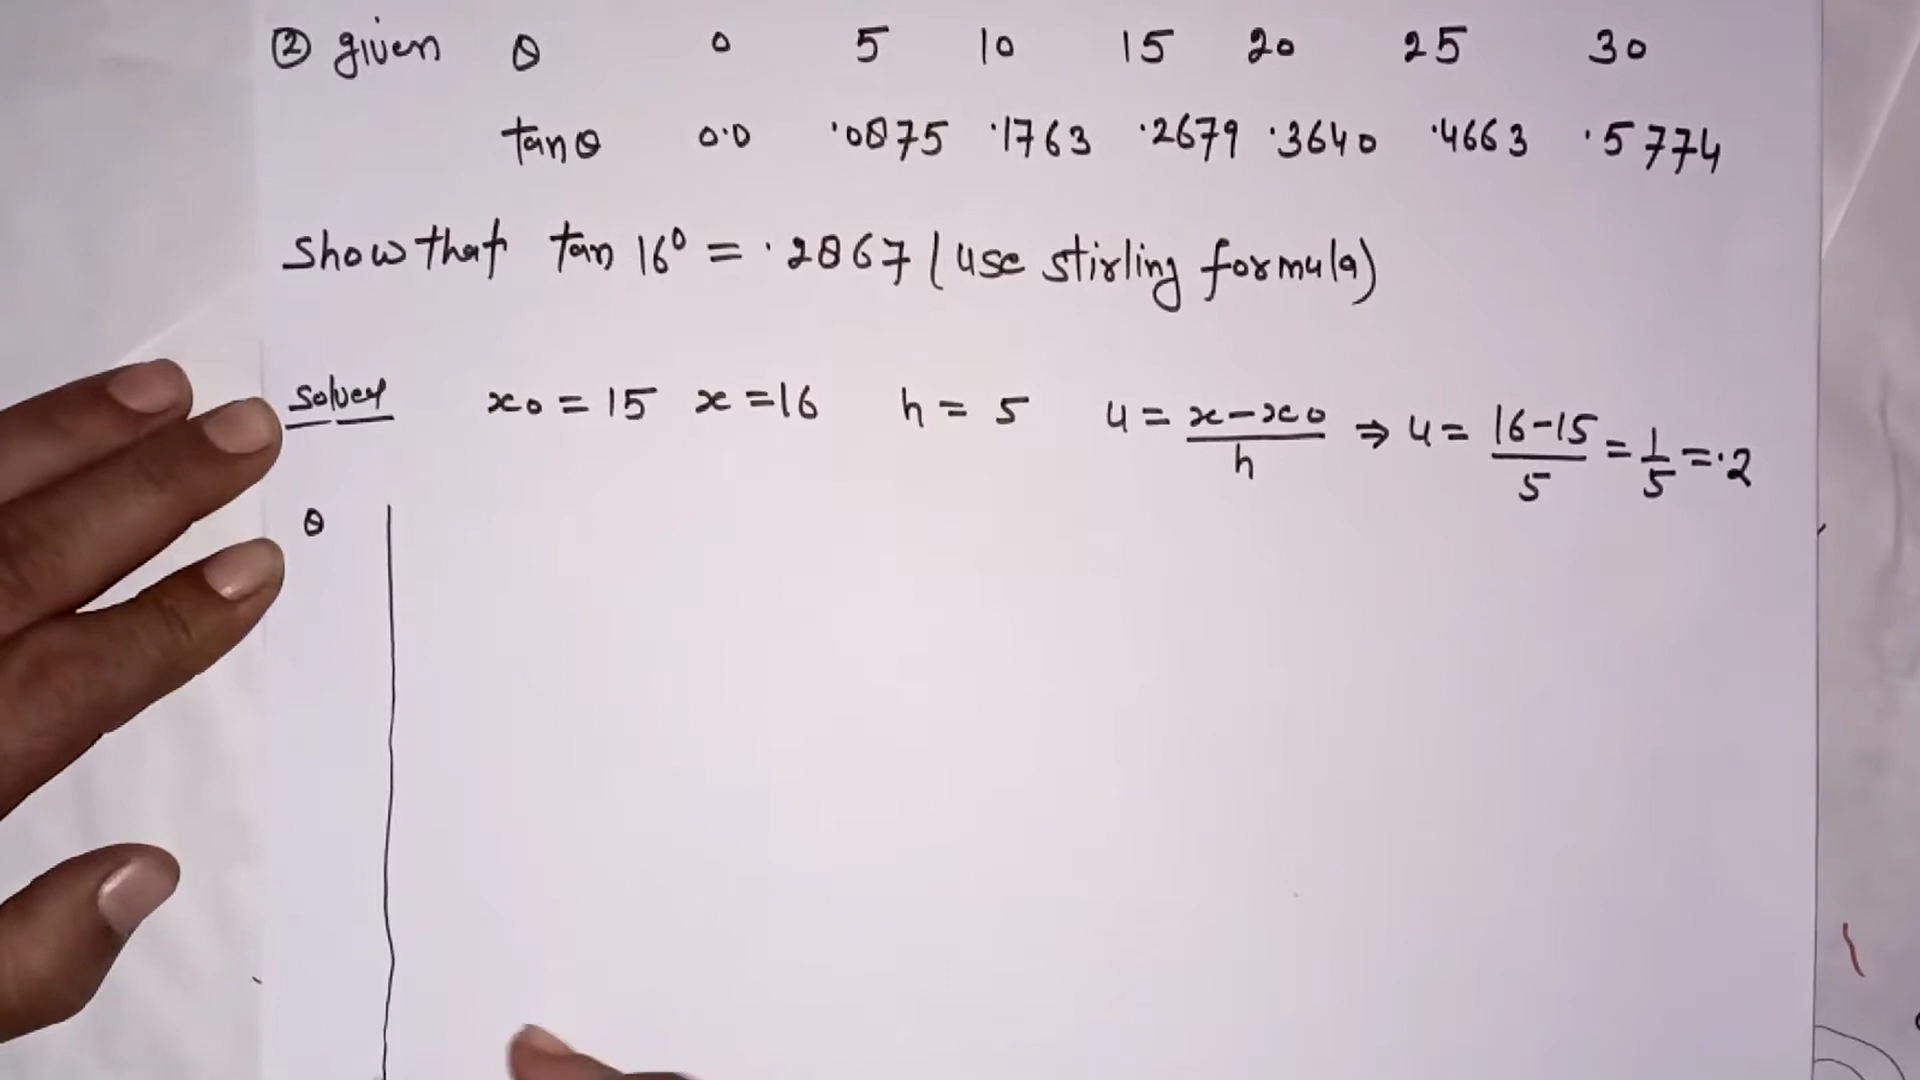 ② given θ 0 5 10 15 20 25 30
tanθ 0.0 .0875 .1763 .2679 .3640 .4663 .5774
show that tan 16° = .2867 (use stirling formula)
x₀ = 15 x = 16 h = 5 u = (x-x₀)/h ⇒ u = (16-15)/5 = 1/5 = .2
θ